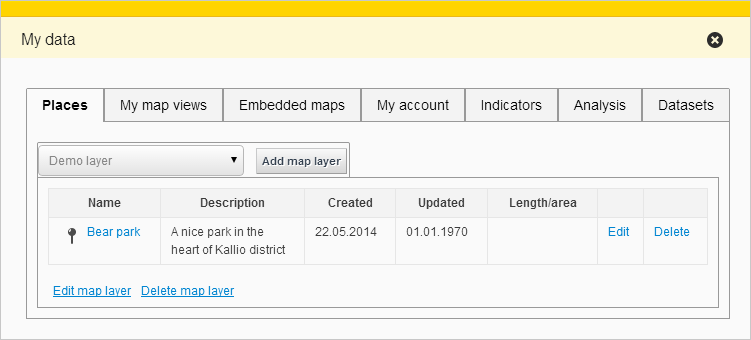 My data
Places My map views Embedded maps My account Indicators Analysis Datasets
Demo layer Add map layer
Name Description Created Updated Length/area
Bear park A nice park in the 22.05.2014 01.01.1970 Edit Delete
heart of Kallio district
Edit map layer Delete map layer